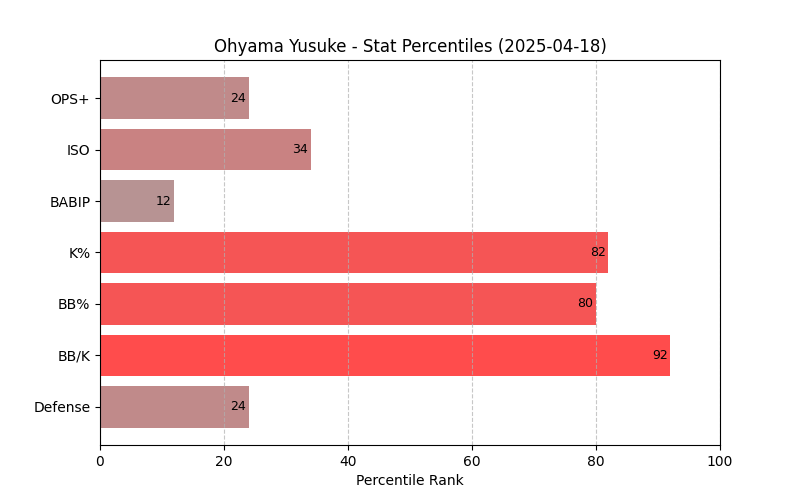 Ohyama Yusuke - Stat Percentiles (2025-04-18)
OPS+ 24
ISO 34
BABIP 12
K% 82
BB% 80
BB/K 92
Defense 24
0 20 40 60 80 100
Percentile Rank